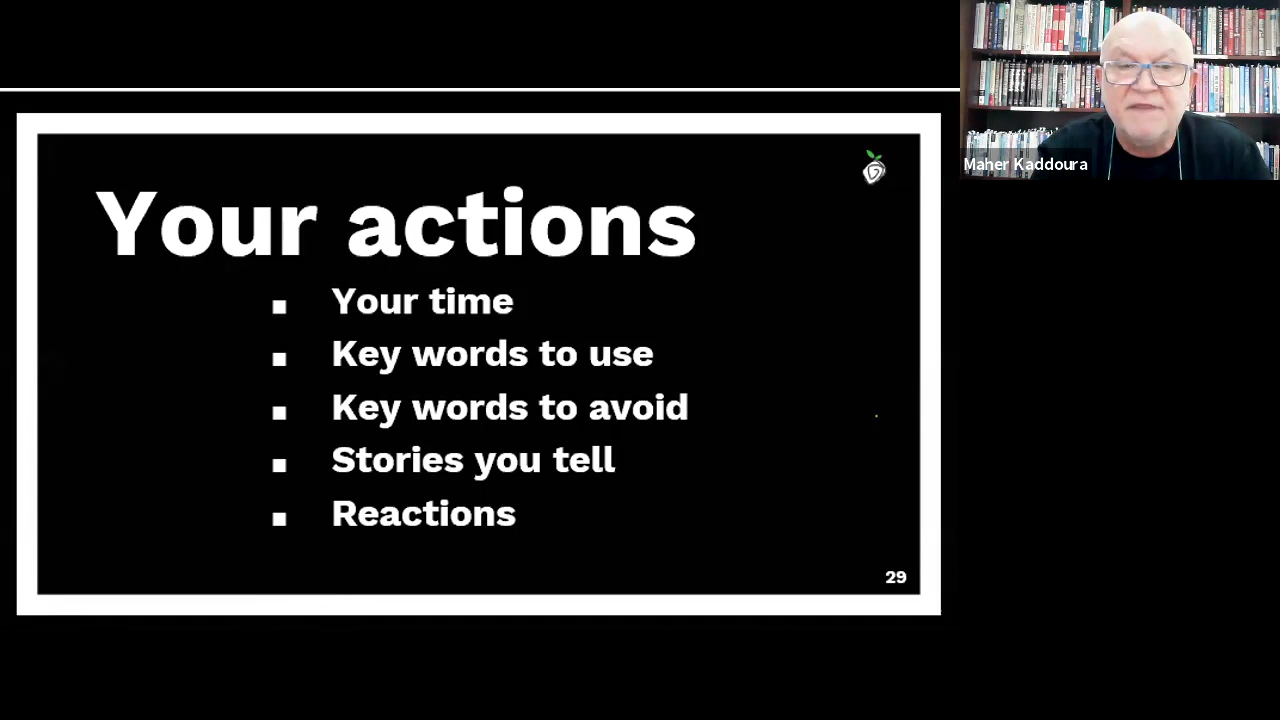 Your actions
■ Your time
■ Key words to use
■ Key words to avoid
■ Stories you tell
■ Reactions
29
Maher Kaddoura